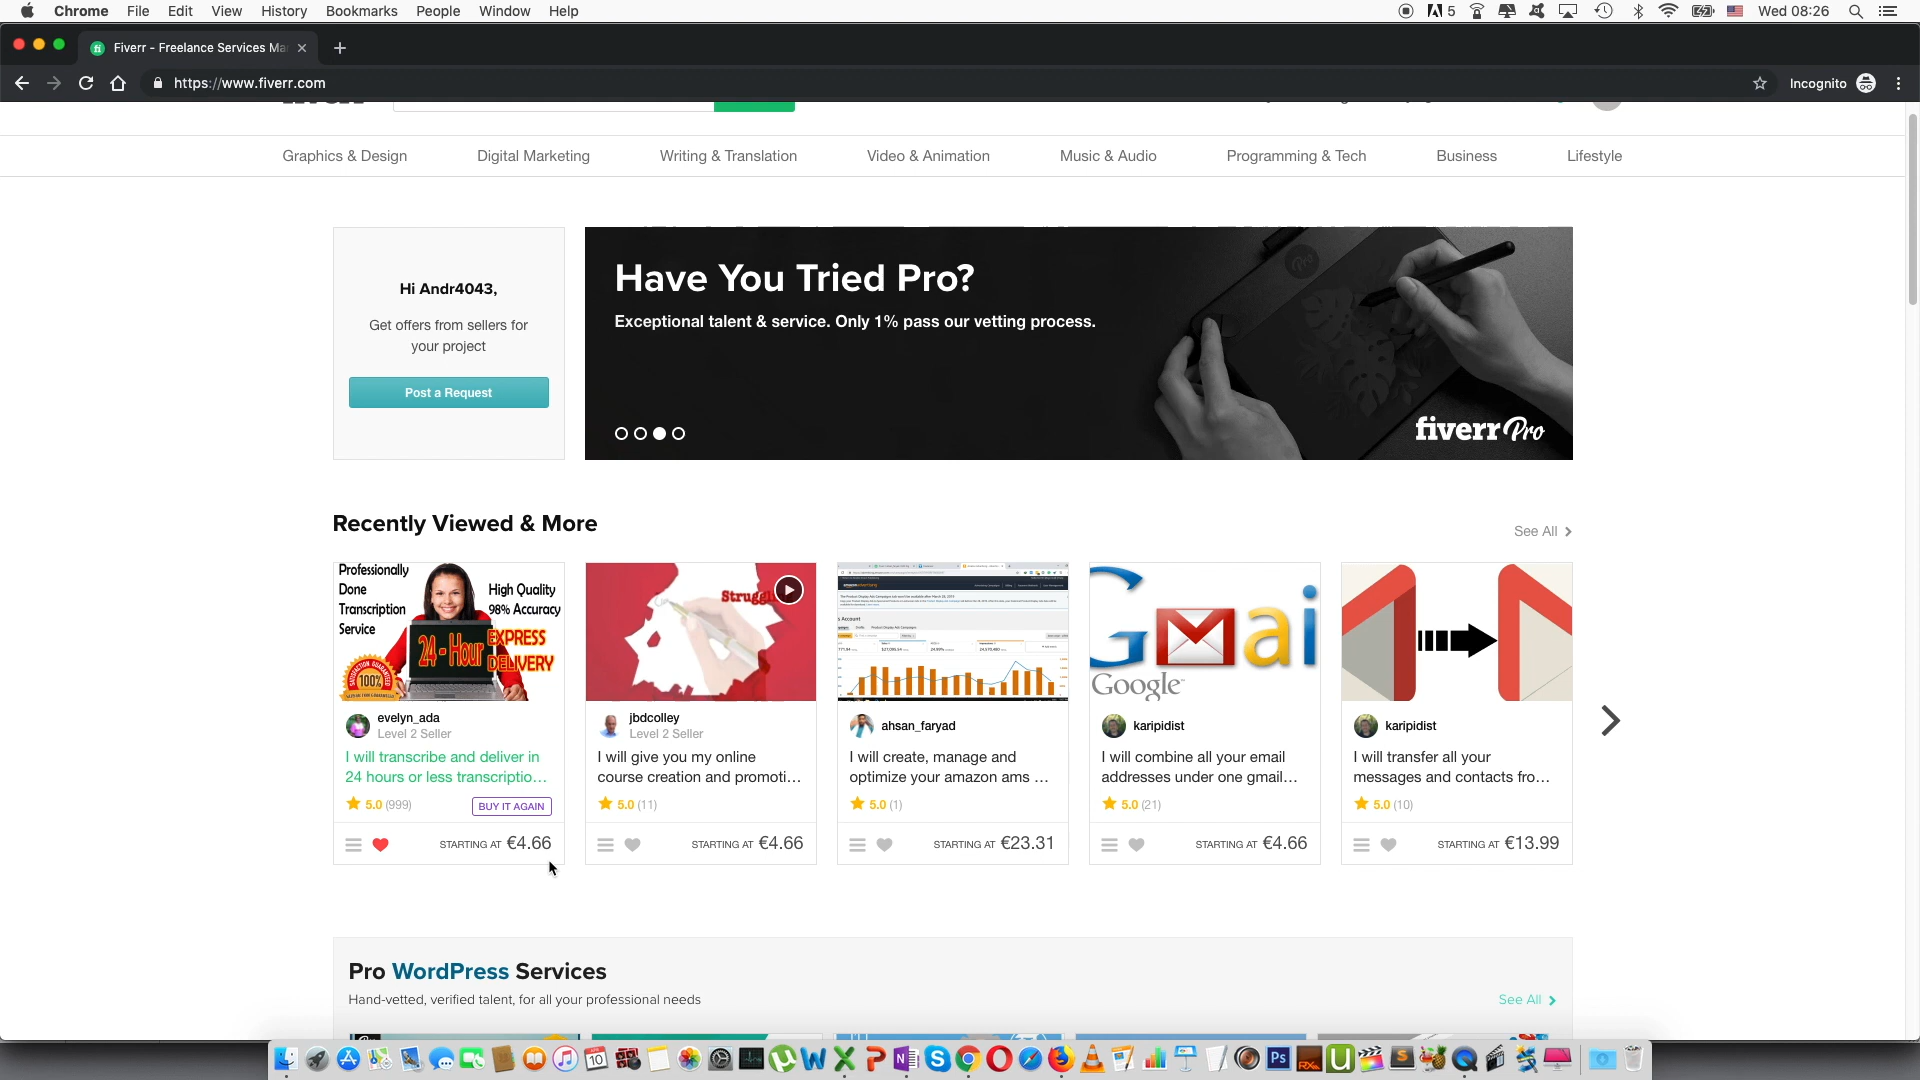 Chrome File Edit View History Bookmarks People Window Help
5 Wed 08:26
Fiverr - Freelance Services Ma
https://www.fiverr.com
Incognito
Graphics & Design Digital Marketing Writing & Translation Video & Animation Music & Audio Programming & Tech Business Lifestyle
Hi Andr4043,
Get offers from sellers for
your project
Post a Request
Have You Tried Pro?
Exceptional talent & service. Only 1% pass our vetting process.
fiverr Pro
Recently Viewed & More
See All
Professionally
Done
Transcription
Service
High Quality
98% Accuracy
24 - Hour
EXPRESS
DELIVERY
100%
evelyn_ada
Level 2 Seller
I will transcribe and deliver in
24 hours or less transcriptio...
5.0 (999)
BUY IT AGAIN
STARTING AT €4.66
Struggli
jbdcolley
Level 2 Seller
I will give you my online
course creation and promoti...
5.0 (11)
STARTING AT €4.66
ahsan_faryad
I will create, manage and
optimize your amazon ams ...
5.0 (1)
STARTING AT €23.31
GMai
Google
karipidist
I will combine all your email
addresses under one gmail...
5.0 (21)
STARTING AT €4.66
karipidist
I will transfer all your
messages and contacts fro...
5.0 (10)
STARTING AT €13.99
Pro WordPress Services
Hand-vetted, verified talent, for all your professional needs
See All